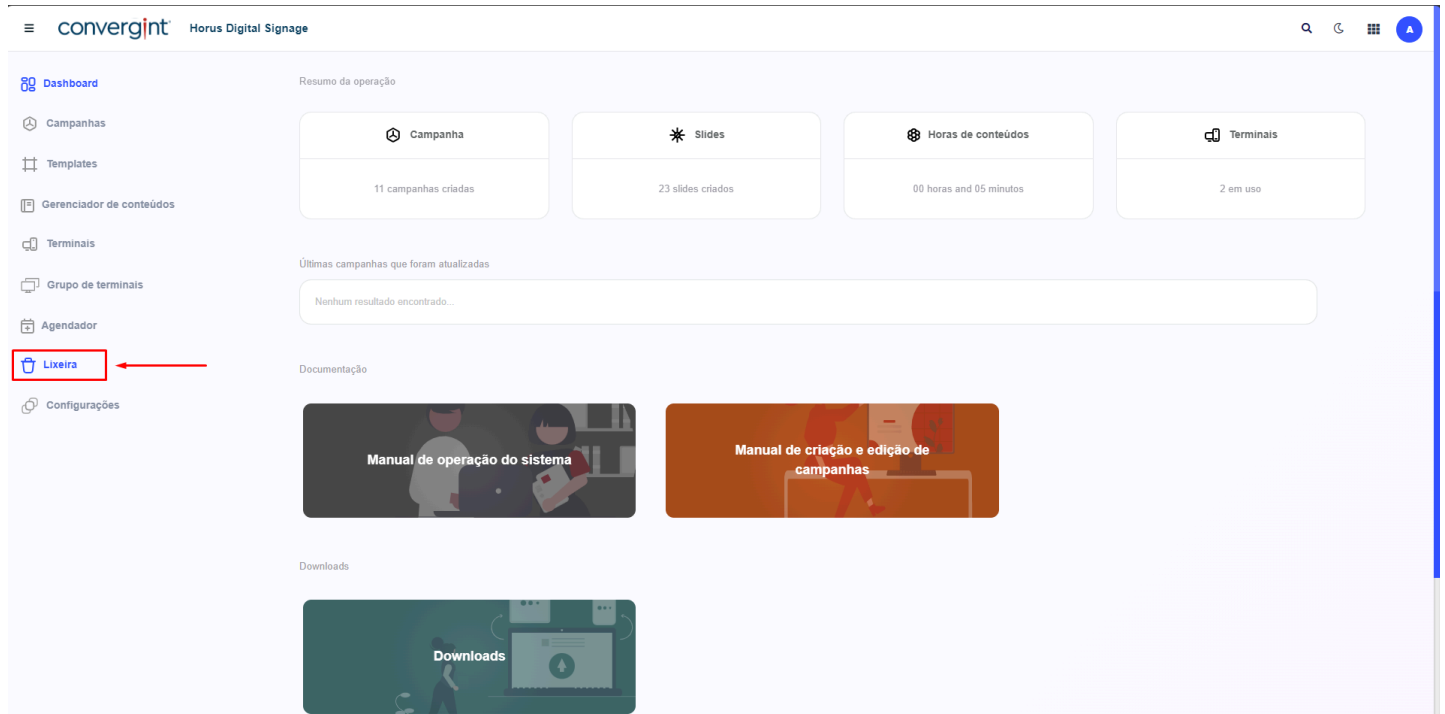 convergint Horus Digital Signage
A
Dashboard
Campanhas
Templates
Gerenciador de conteúdos
Terminais
Grupo de terminais
Agendador
Lixeira
Configurações
Resumo da operação
Campanha
11 campanhas criadas
Slides
23 slides criados
Horas de conteúdos
00 horas and 05 minutos
Terminais
2 em uso
Últimas campanhas que foram atualizadas
Nenhum resultado encontrado...
Documentação
Manual de operação do sistema
Manual de criação e edição de
campanhas
Downloads
Downloads